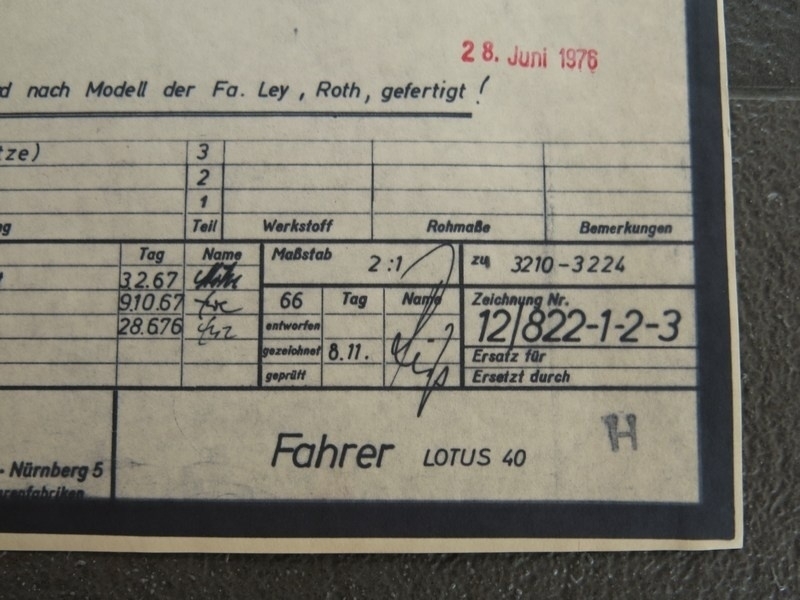 28. Juni 1976
nach Modell der Fa. Ley, Roth, gefertigt!
3
2
1
Teil Werkstoff Rohmaße Bemerkungen
Tag Name
3.2.67
9.10.67
28.676
Maßstab 2:1
zu 3210-3224
66 Tag Name
entworfen
gezeichnet 8.11.
geprüft
Zeichnung Nr.
12/822-1-2-3
Ersatz für
Ersetzt durch
Fahrer LOTUS 40
H
- Nürnberg 5